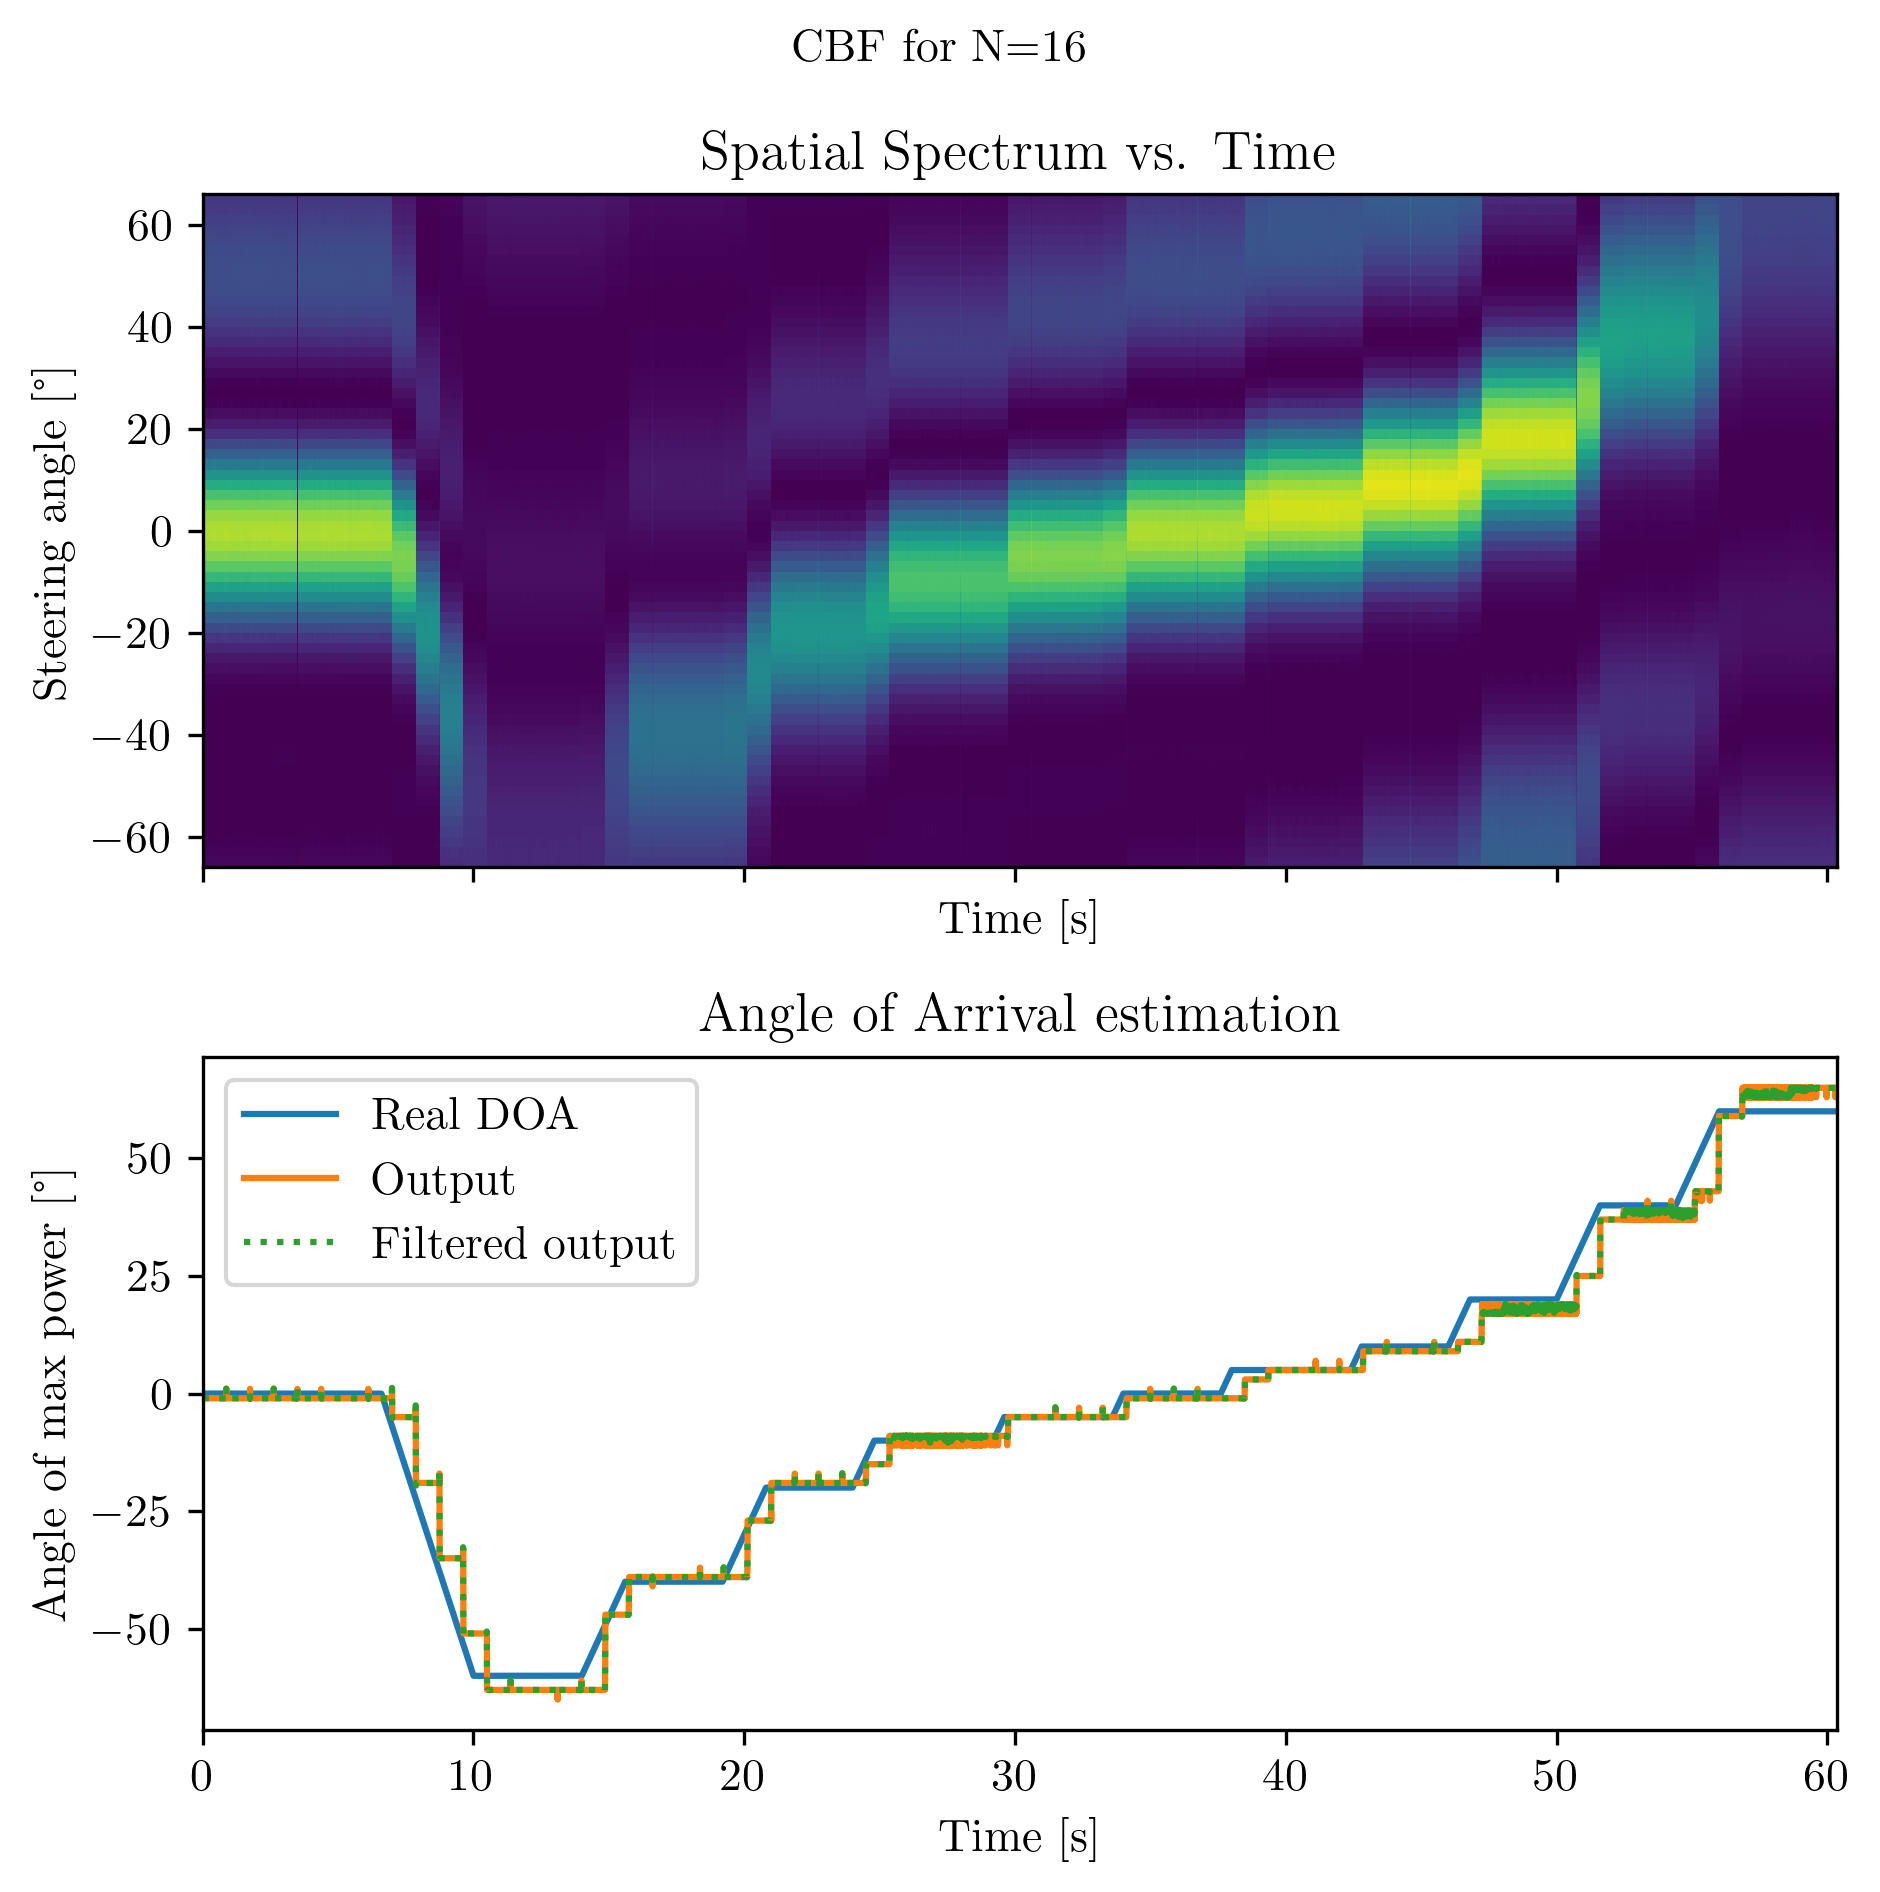 CBF for N=16
Spatial Spectrum vs. Time
60
40
20
0
−20
−40
−60
Steering angle [°]
Time [s]
Angle of Arrival estimation
Real DOA
Output
Filtered output
50
25
0
−25
−50
Angle of max power [°]
0 10 20 30 40 50 60
Time [s]